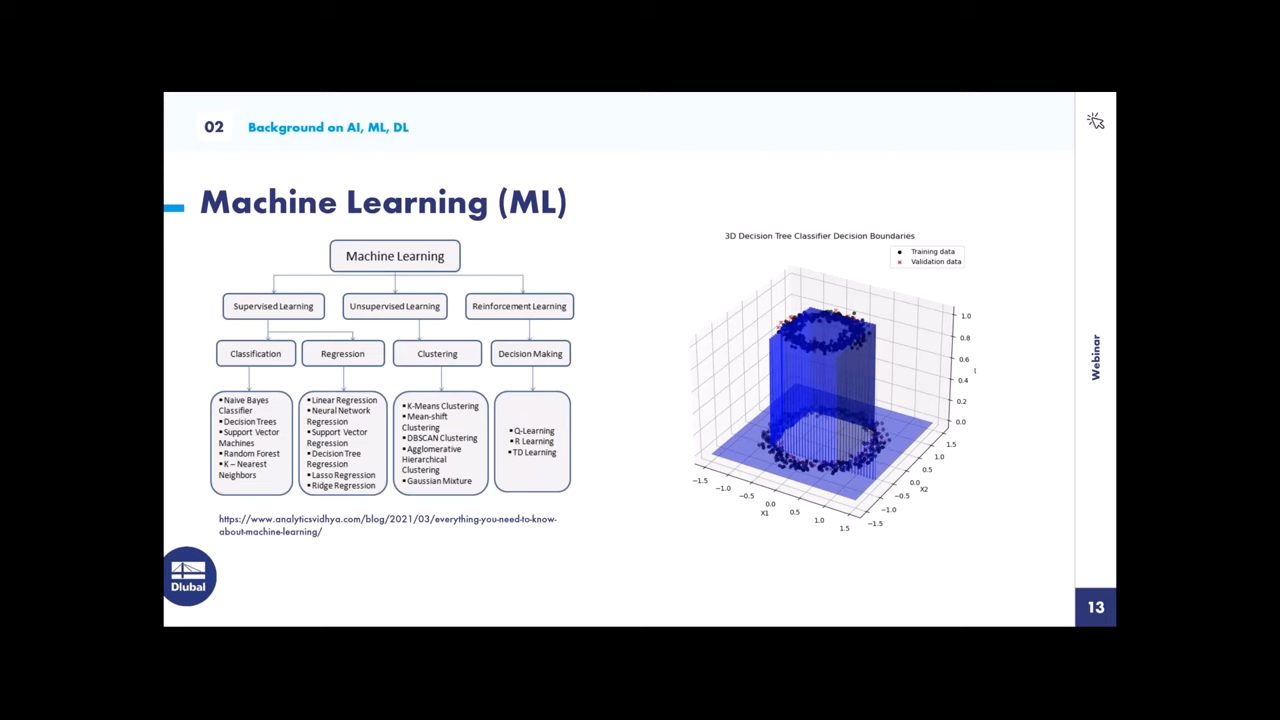 02
Background on AI, ML, DL
Machine Learning (ML)
Machine Learning
Supervised Learning
Unsupervised Learning
Reinforcement Learning
Classification
Regression
Clustering
Decision Making
▪ Naive Bayes
Classifier
▪ Decision Trees
▪ Support Vector
Machines
▪ Random Forest
▪ K – Nearest
Neighbors
▪ Linear Regression
▪ Neural Network
Regression
▪ Support Vector
Regression
▪ Decision Tree
Regression
▪ Lasso Regression
▪ Ridge Regression
▪ K-Means Clustering
▪ Mean-shift
Clustering
▪ DBSCAN Clustering
▪ Agglomerative
Hierarchical
Clustering
▪ Gaussian Mixture
▪ Q-Learning
▪ R Learning
▪ TD Learning
https://www.analyticsvidhya.com/blog/2021/03/everything-you-need-to-know-
about-machine-learning/
3D Decision Tree Classifier Decision Boundaries
Training data
Validation data
1.0
0.8
0.6
0.4
0.2
0.0
−1.5
−1.0
−0.5
0.0
0.5
1.0
1.5
X1
1.5
1.0
0.5
0.0
−0.5
−1.0
−1.5
X2
Webinar
Dlubal
13